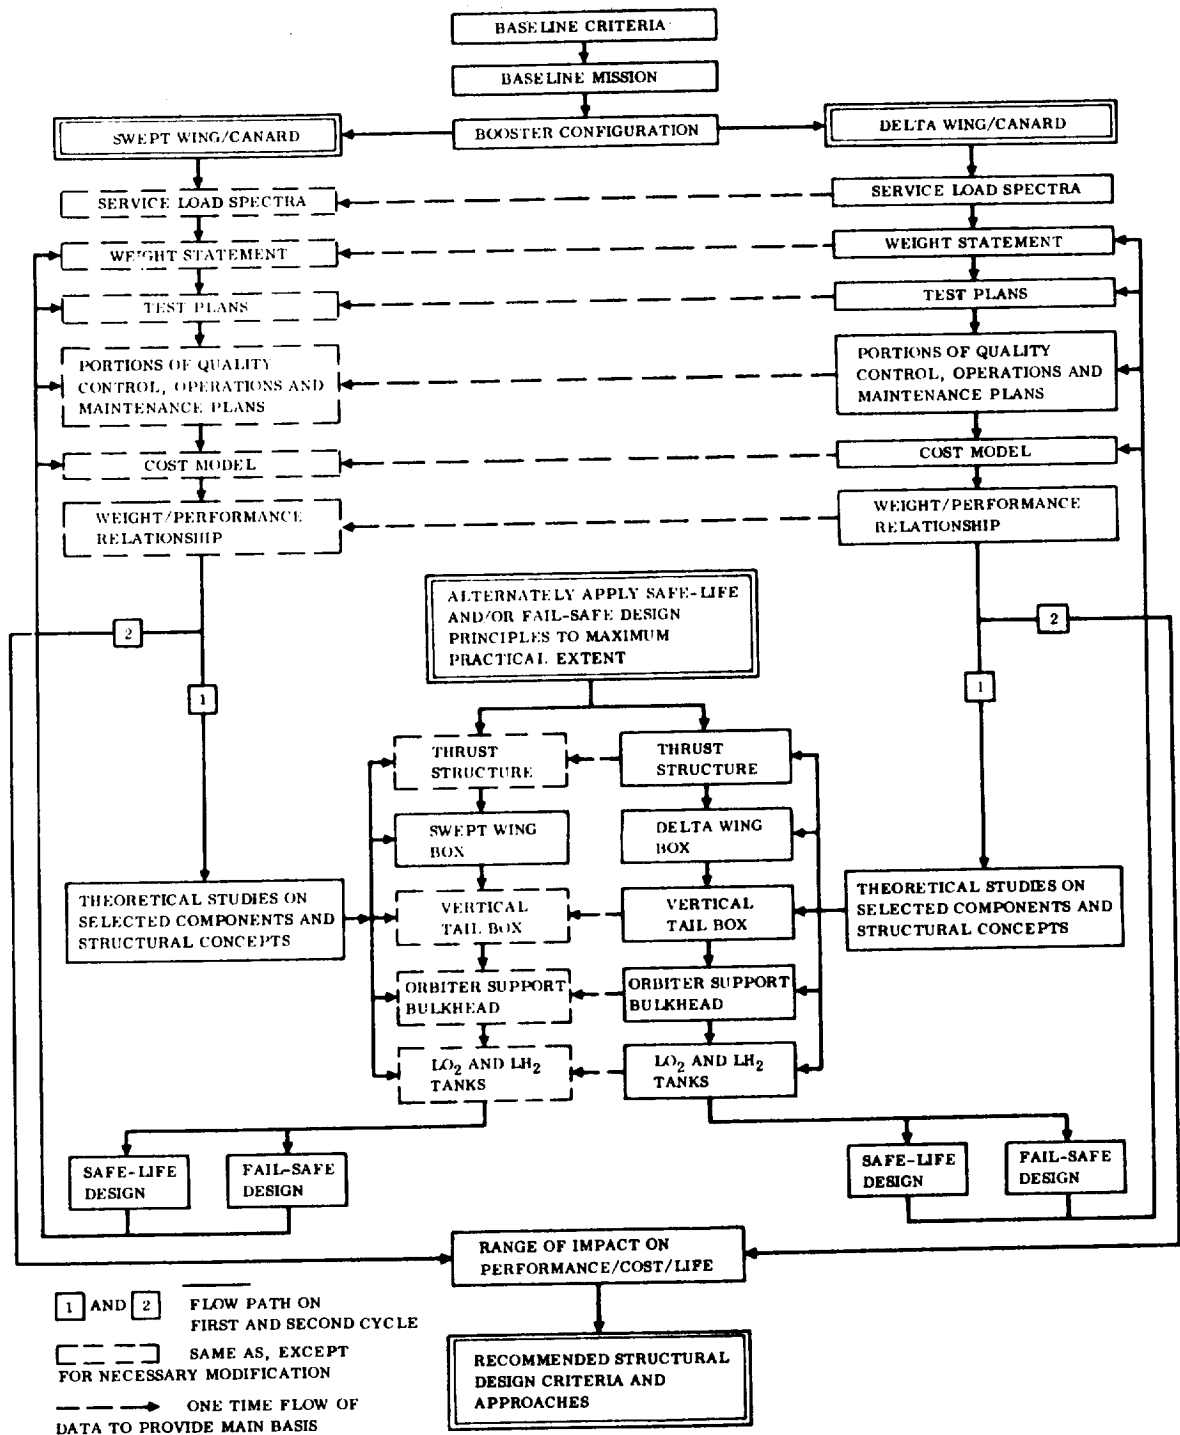 BASELINE CRITERIA
BASELINE MISSION
BOOSTER CONFIGURATION
SWEPT WING/CANARD
DELTA WING/CANARD
SERVICE LOAD SPECTRA
WEIGHT STATEMENT
TEST PLANS
PORTIONS OF QUALITY
CONTROL, OPERATIONS AND
MAINTENANCE PLANS
COST MODEL
WEIGHT/PERFORMANCE
RELATIONSHIP
SERVICE LOAD SPECTRA
WEIGHT STATEMENT
TEST PLANS
PORTIONS OF QUALITY
CONTROL, OPERATIONS AND
MAINTENANCE PLANS
COST MODEL
WEIGHT/PERFORMANCE
RELATIONSHIP
2
1
2
1
ALTERNATELY APPLY SAFE-LIFE
AND/OR FAIL-SAFE DESIGN
PRINCIPLES TO MAXIMUM
PRACTICAL EXTENT
THRUST
STRUCTURE
SWEPT WING
BOX
VERTICAL
TAIL BOX
ORBITER SUPPORT
BULKHEAD
LO2 AND LH2
TANKS
THRUST
STRUCTURE
DELTA WING
BOX
VERTICAL
TAIL BOX
ORBITER SUPPORT
BULKHEAD
LO2 AND LH2
TANKS
THEORETICAL STUDIES ON
SELECTED COMPONENTS AND
STRUCTURAL CONCEPTS
THEORETICAL STUDIES ON
SELECTED COMPONENTS AND
STRUCTURAL CONCEPTS
SAFE-LIFE
DESIGN
FAIL-SAFE
DESIGN
SAFE-LIFE
DESIGN
FAIL-SAFE
DESIGN
RANGE OF IMPACT ON
PERFORMANCE/COST/LIFE
RECOMMENDED STRUCTURAL
DESIGN CRITERIA AND
APPROACHES
1 AND 2 FLOW PATH ON
FIRST AND SECOND CYCLE
SAME AS, EXCEPT
FOR NECESSARY MODIFICATION
ONE TIME FLOW OF
DATA TO PROVIDE MAIN BASIS